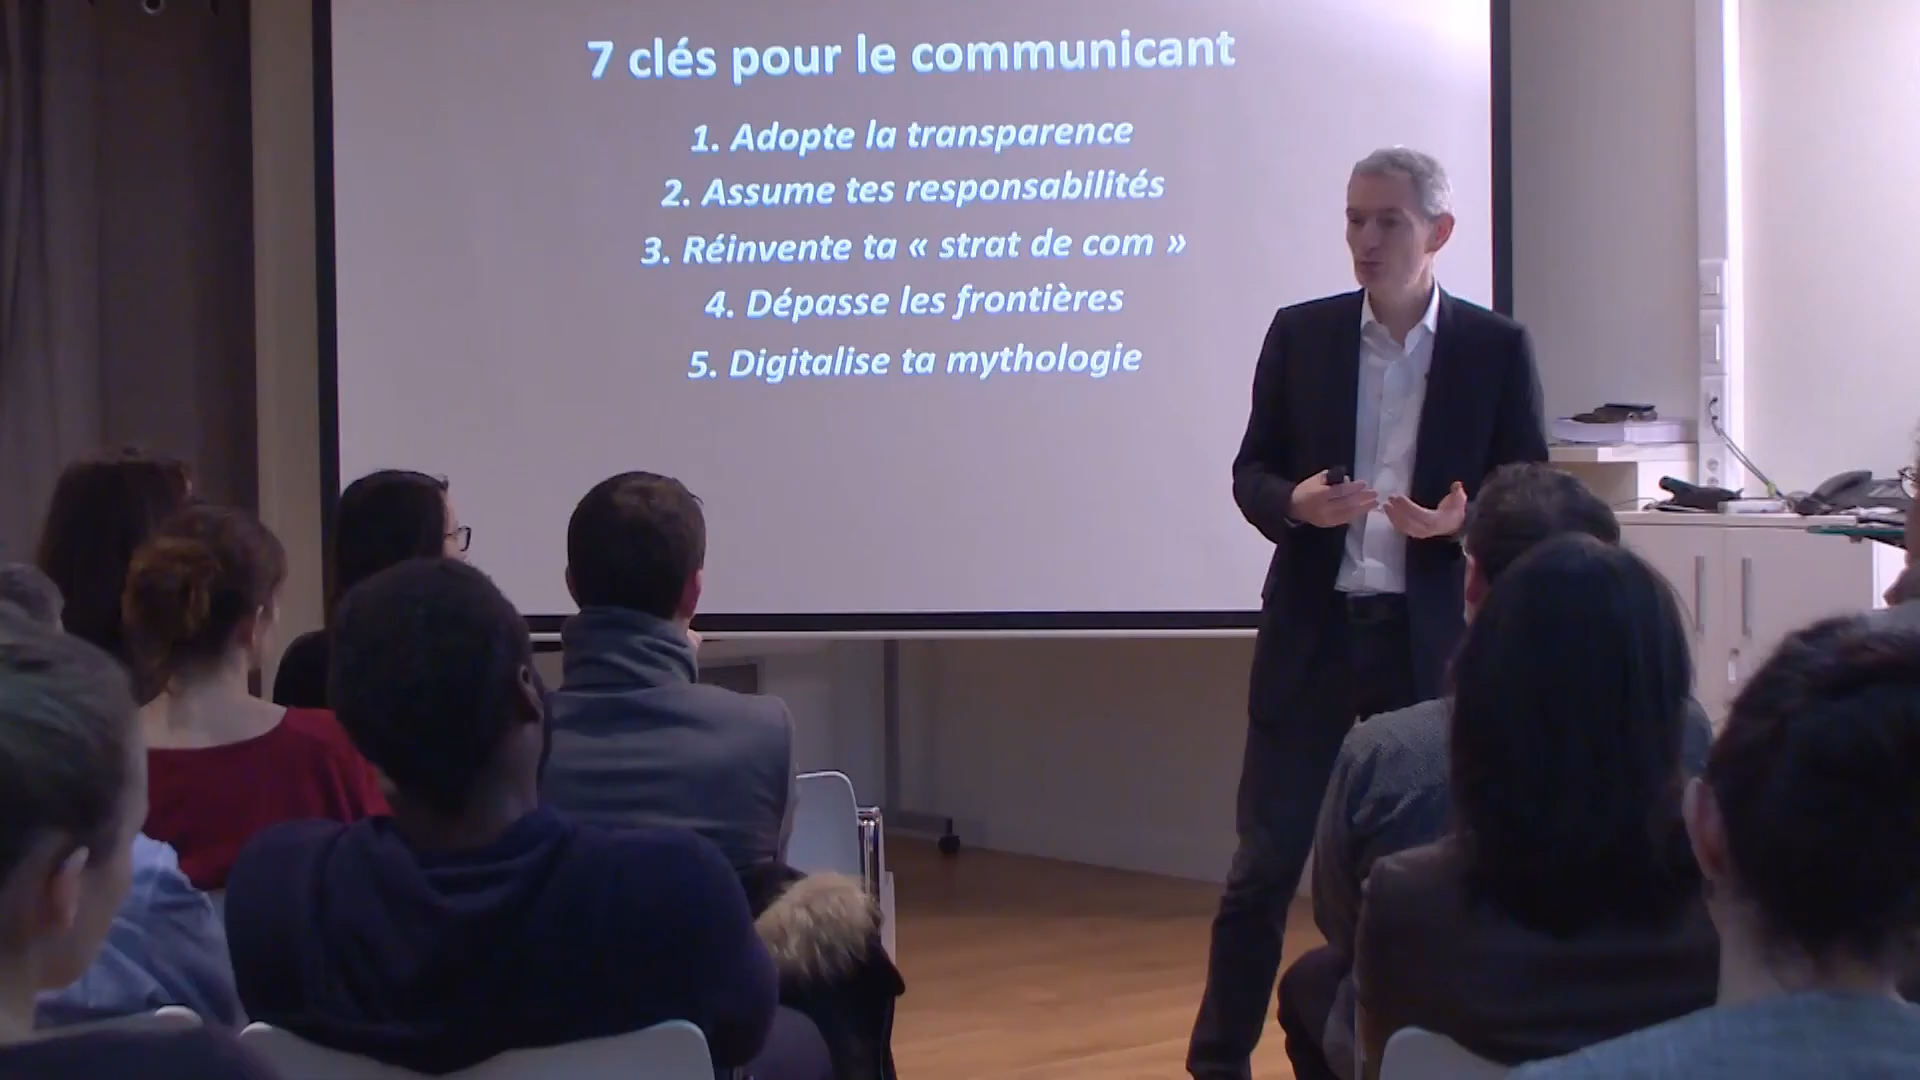 7 clés pour le communicant
1. Adopte la transparence
2. Assume tes responsabilités
3. Réinvente ta « strat de com »
4. Dépasse les frontières
5. Digitalise ta mythologie